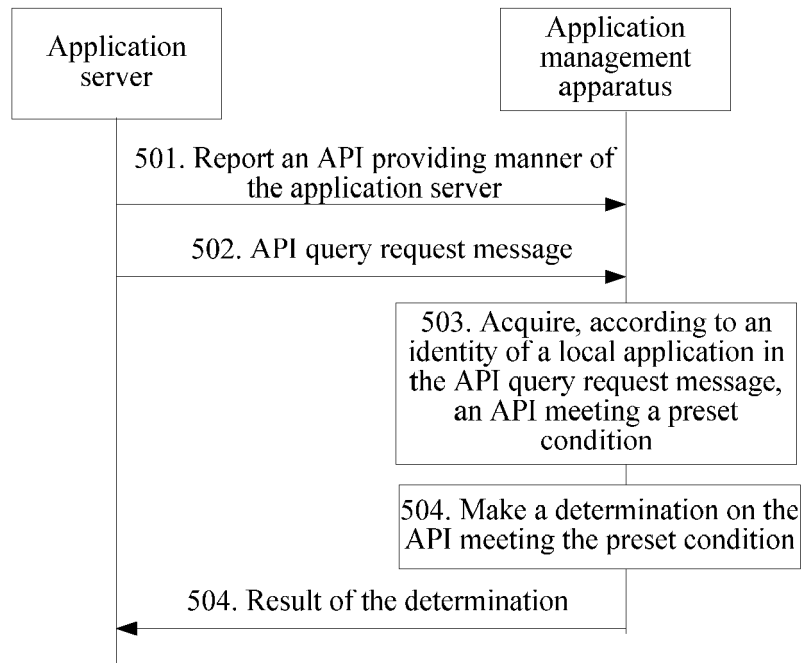 Application
server
Application
management
apparatus
501. Report an API providing manner of
the application server
502. API query request message
503. Acquire, according to an
identity of a local application in
the API query request message,
an API meeting a preset
condition
504. Make a determination on the
API meeting the preset condition
504. Result of the determination